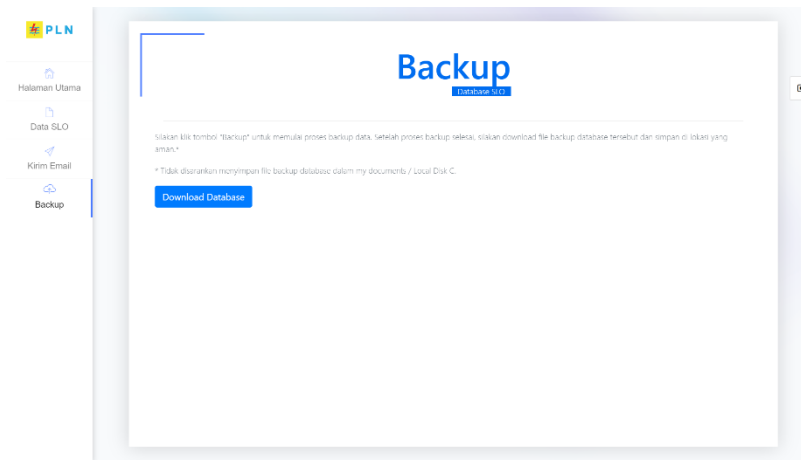 PLN
Halaman Utama
Data SLO
Kirim Email
Backup
Backup
Database SLO
Silakan klik tombol "Backup" untuk memulai proses backup data. Setelah proses backup selesai, silakan download file backup database tersebut dan simpan di lokasi yang
aman.*
* Tidak disarankan menyimpan file backup database dalam my documents / Local Disk C.
Download Database